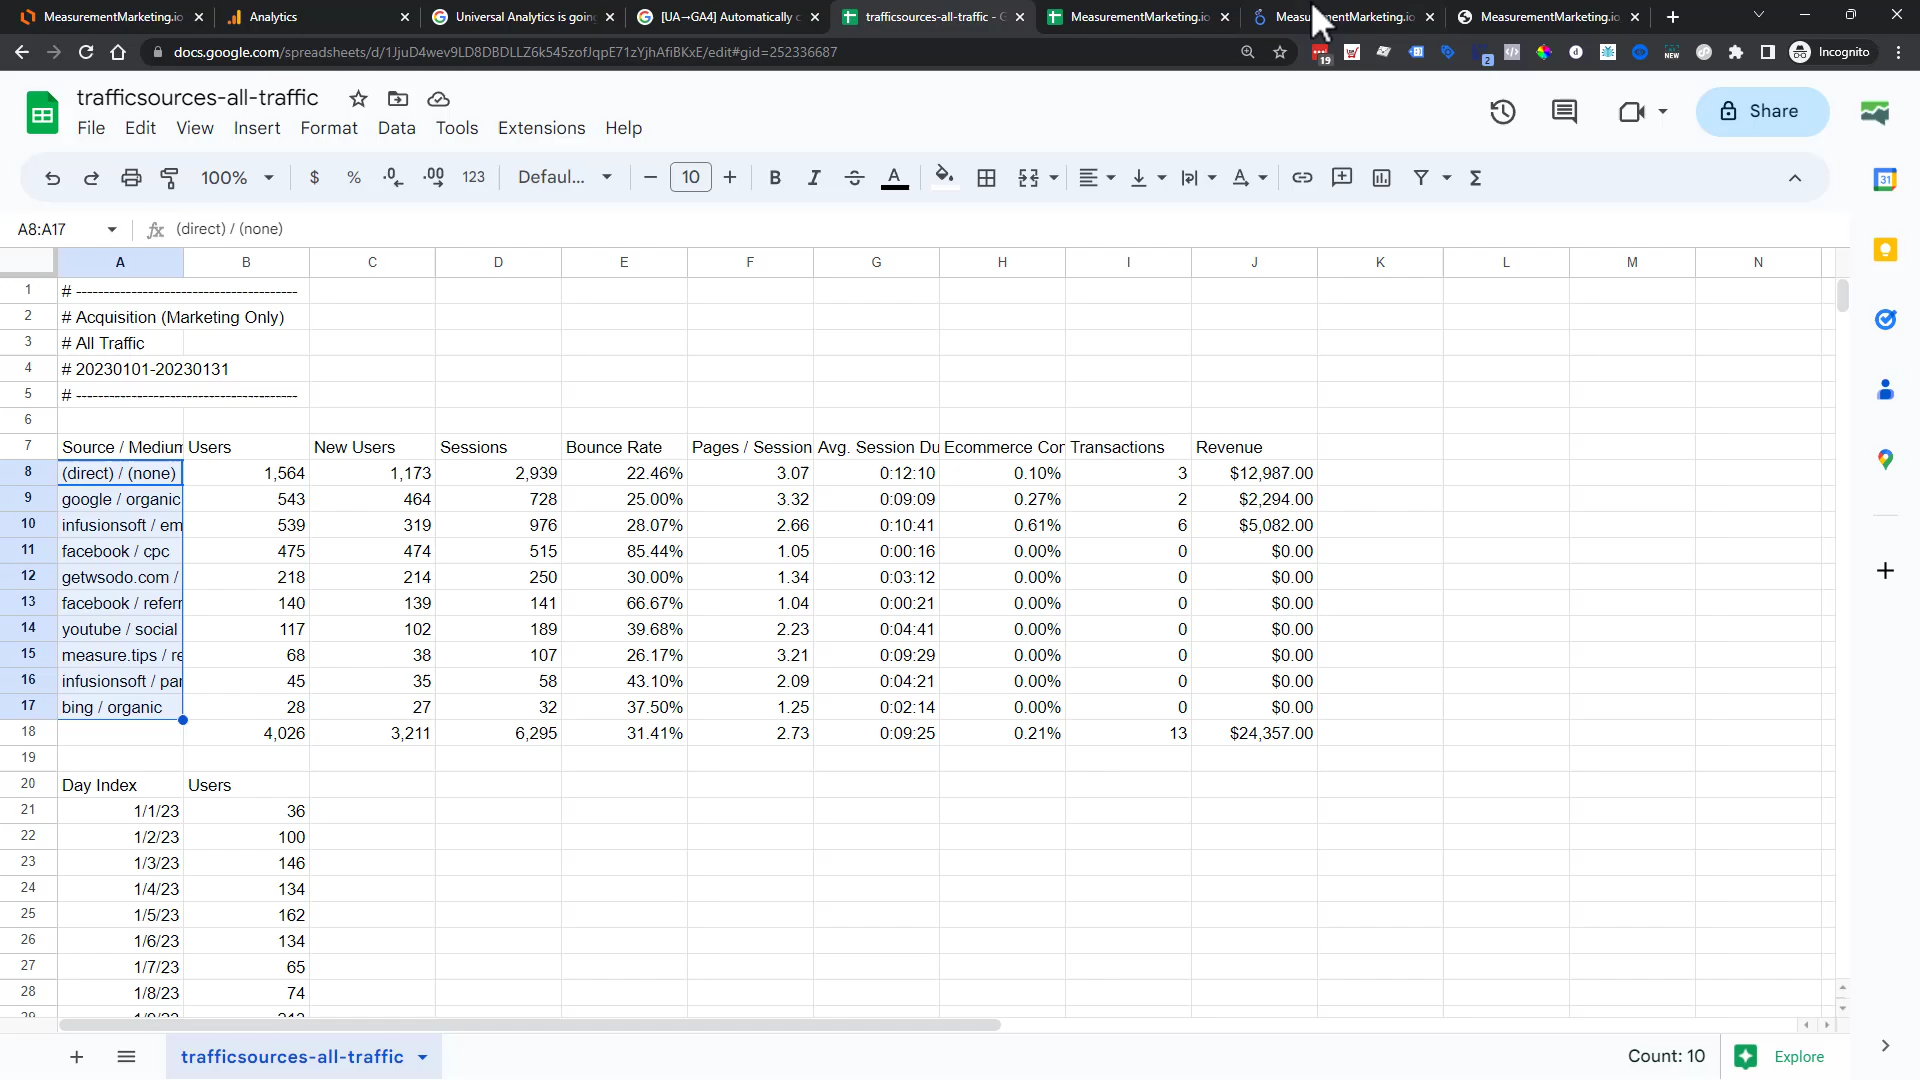 MeasurementMarketing.io
Analytics
Universal Analytics is goin
[UA→GA4] Automatically c
trafficsources-all-traffic - G
MeasurementMarketing.io
MeasurementMarketing.io
MeasurementMarketing.io
docs.google.com/spreadsheets/d/1JjuD4wev9LD8DBDLLZ6k545zofJqpE71zYjhAfiBKxE/edit#gid=252336687
19
2
NEW
Incognito
trafficsources-all-traffic
File Edit View Insert Format Data Tools Extensions Help
Share
100% $ % .0 .00 123 Defaul... 10 B I A
31
A8:A17 fx (direct) / (none)
A B C D E F G H I J K L M N
1 # ----------------------------------------
2 # Acquisition (Marketing Only)
3 # All Traffic
4 # 20230101-20230131
5 # ----------------------------------------
6
7 Source / Medium Users New Users Sessions Bounce Rate Pages / Session Avg. Session Du Ecommerce Cor Transactions Revenue
8 (direct) / (none) 1,564 1,173 2,939 22.46% 3.07 0:12:10 0.10% 3 $12,987.00
9 google / organic 543 464 728 25.00% 3.32 0:09:09 0.27% 2 $2,294.00
10 infusionsoft / em 539 319 976 28.07% 2.66 0:10:41 0.61% 6 $5,082.00
11 facebook / cpc 475 474 515 85.44% 1.05 0:00:16 0.00% 0 $0.00
12 getwsodo.com / 218 214 250 30.00% 1.34 0:03:12 0.00% 0 $0.00
13 facebook / referr 140 139 141 66.67% 1.04 0:00:21 0.00% 0 $0.00
14 youtube / social 117 102 189 39.68% 2.23 0:04:41 0.00% 0 $0.00
15 measure.tips / re 68 38 107 26.17% 3.21 0:09:29 0.00% 0 $0.00
16 infusionsoft / par 45 35 58 43.10% 2.09 0:04:21 0.00% 0 $0.00
17 bing / organic 28 27 32 37.50% 1.25 0:02:14 0.00% 0 $0.00
18 4,026 3,211 6,295 31.41% 2.73 0:09:25 0.21% 13 $24,357.00
19
20 Day Index Users
21 1/1/23 36
22 1/2/23 100
23 1/3/23 146
24 1/4/23 134
25 1/5/23 162
26 1/6/23 134
27 1/7/23 65
28 1/8/23 74
29 1/9/23
trafficsources-all-traffic
Count: 10
Explore